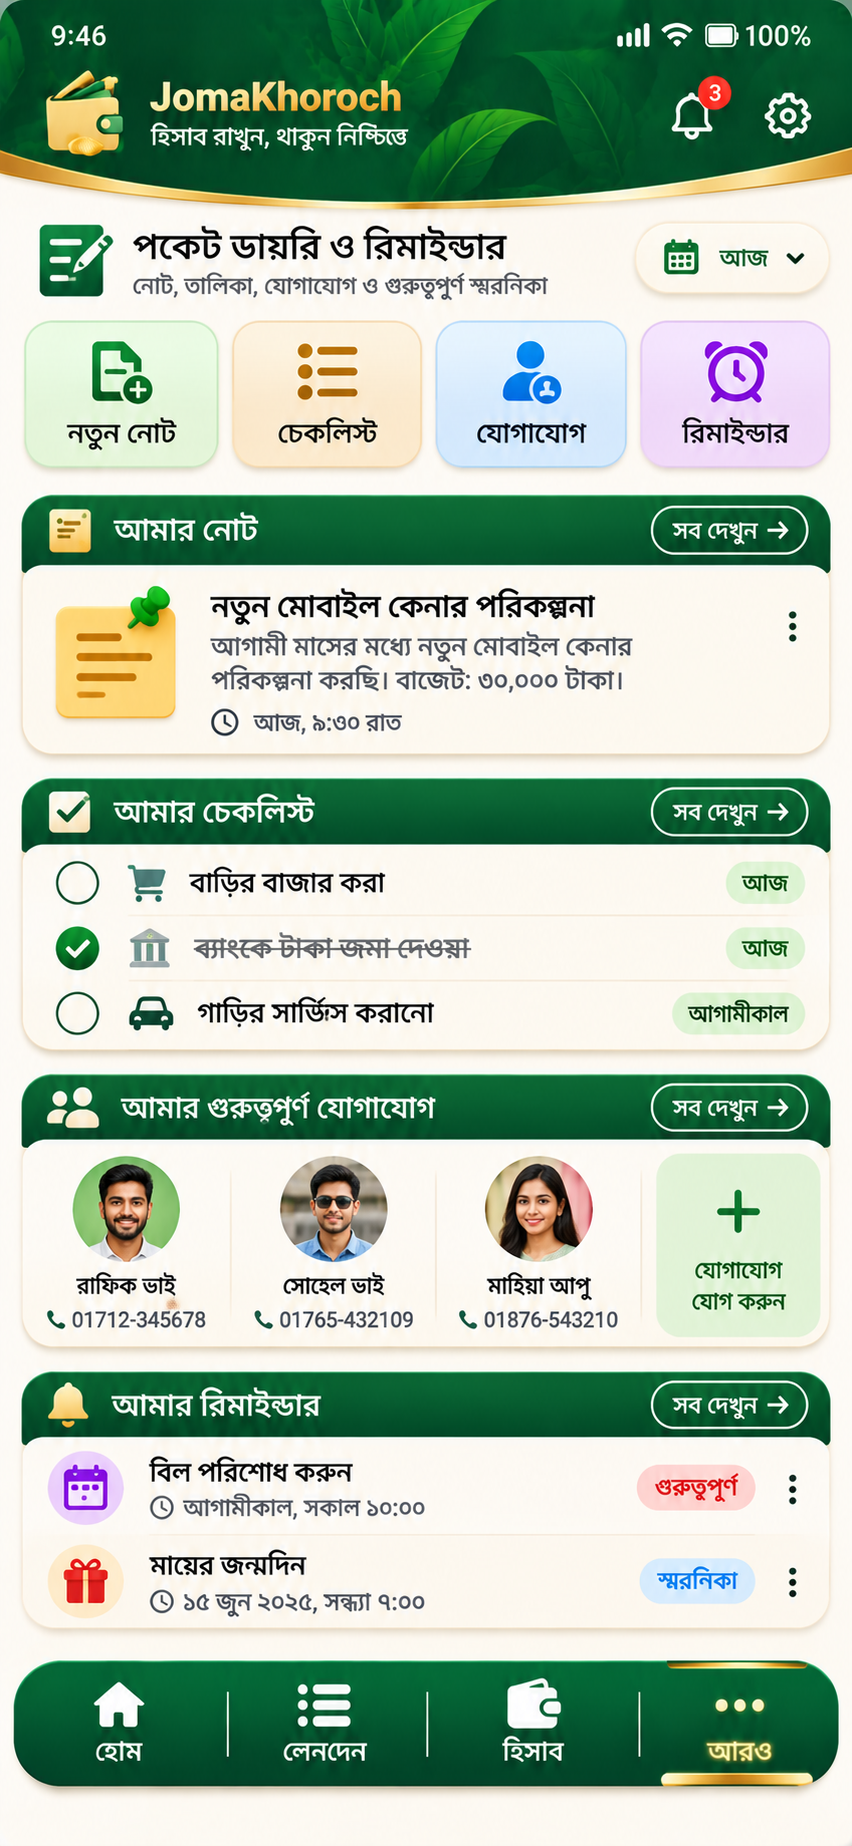 9:46
100%
JomaKhoroch
হিসাব রাখুন, থাকুন নিশ্চিন্তে
3
পকেট ডায়রি ও রিমাইন্ডার
নোট, তালিকা, যোগাযোগ ও গুরুত্বপূর্ণ স্মরনিকা
আজ
নতুন নোট
চেকলিস্ট
যোগাযোগ
রিমাইন্ডার
আমার নোট
সব দেখুন →
নতুন মোবাইল কেনার পরিকল্পনা
আগামী মাসের মধ্যে নতুন মোবাইল কেনার
পরিকল্পনা করছি। বাজেট: ৩০,০০০ টাকা।
আজ, ৯:৩০ রাত
আমার চেকলিস্ট
সব দেখুন →
বাড়ির বাজার করা
আজ
ব্যাংকে টাকা জমা দেওয়া
আজ
গাড়ির সার্ভিস করানো
আগামীকাল
আমার গুরুত্বপূর্ণ যোগাযোগ
সব দেখুন →
রাফিক ভাই
01712-345678
সোহেল ভাই
01765-432109
মাহিয়া আপু
01876-543210
যোগাযোগ
যোগ করুন
আমার রিমাইন্ডার
সব দেখুন →
বিল পরিশোধ করুন
আগামীকাল, সকাল ১০:০০
গুরুত্বপূর্ণ
মায়ের জন্মদিন
১৫ জুন ২০২৫, সন্ধ্যা ৭:০০
স্মরনিকা
হোম
লেনদেন
হিসাব
আরও